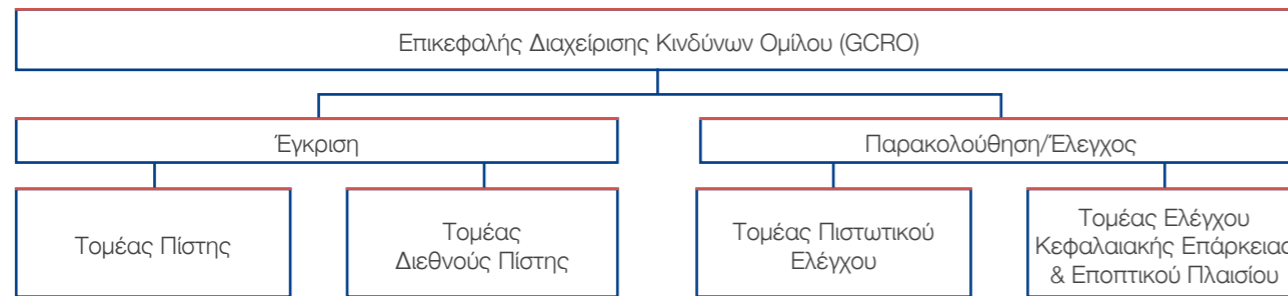 Επικεφαλής Διαχείρισης Κινδύνων Ομίλου (GCRO)
Έγκριση
Παρακολούθηση/Έλεγχος
Τομέας Πίστης
Τομέας
Διεθνούς Πίστης
Τομέας Πιστωτικού
Ελέγχου
Τομέας Ελέγχου
Κεφαλαιακής Επάρκειας
& Εποπτικού Πλαισίου